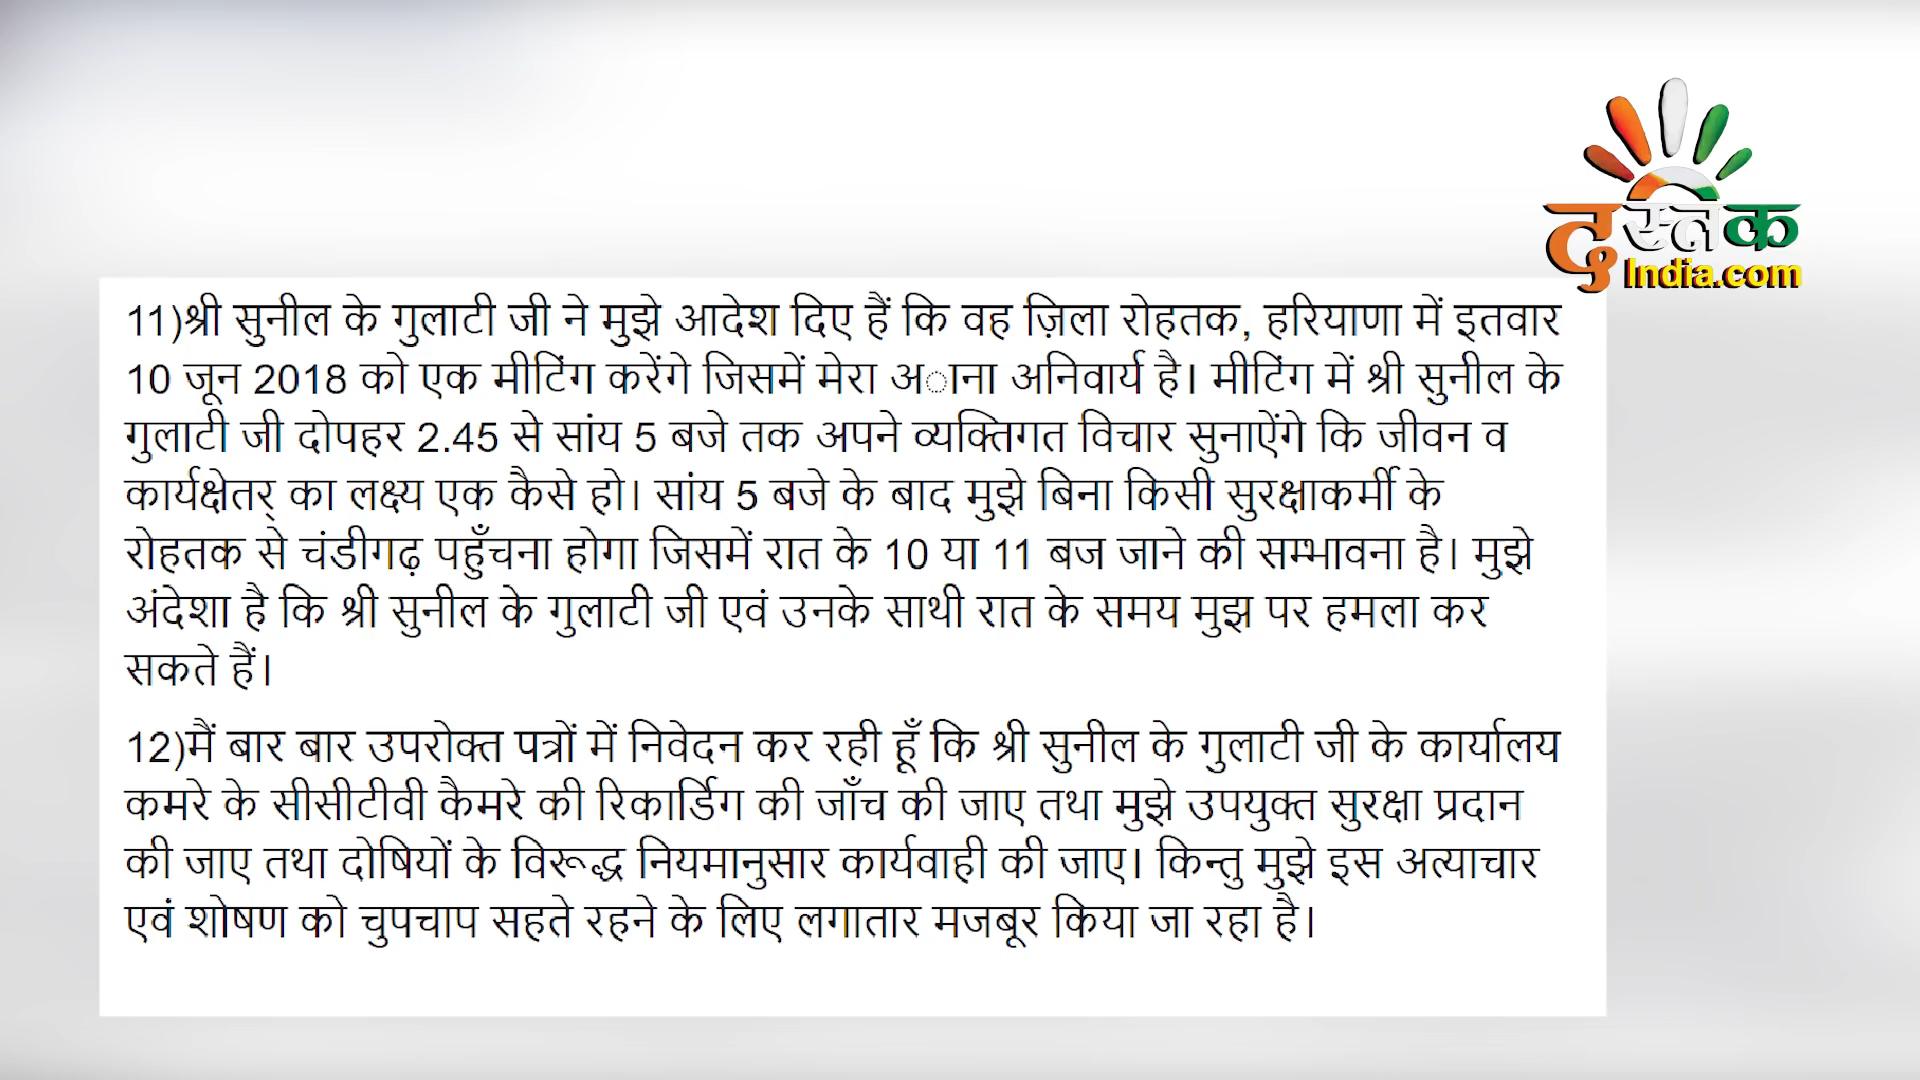 दस्तक
India.com
11)श्री सुनील के गुलाटी जी ने मुझे आदेश दिए हैं कि वह ज़िला रोहतक, हरियाणा में इतवार
10 जून 2018 को एक मीटिंग करेंगे जिसमें मेरा अाना अनिवार्य है। मीटिंग में श्री सुनील के
गुलाटी जी दोपहर 2.45 से सांय 5 बजे तक अपने व्यक्तिगत विचार सुनाऐंगे कि जीवन व
कार्यक्षेतर् का लक्ष्य एक कैसे हो। सांय 5 बजे के बाद मुझे बिना किसी सुरक्षाकर्मी के
रोहतक से चंडीगढ़ पहुँचना होगा जिसमें रात के 10 या 11 बज जाने की सम्भावना है। मुझे
अंदेशा है कि श्री सुनील के गुलाटी जी एवं उनके साथी रात के समय मुझ पर हमला कर
सकते हैं।
12)मैं बार बार उपरोक्त पत्रों में निवेदन कर रही हूँ कि श्री सुनील के गुलाटी जी के कार्यालय
कमरे के सीसीटीवी कैमरे की रिकार्डिग की जाँच की जाए तथा मुझे उपयुक्त सुरक्षा प्रदान
की जाए तथा दोषियों के विरूद्ध नियमानुसार कार्यवाही की जाए। किन्तु मुझे इस अत्याचार
एवं शोषण को चुपचाप सहते रहने के लिए लगातार मजबूर किया जा रहा है।